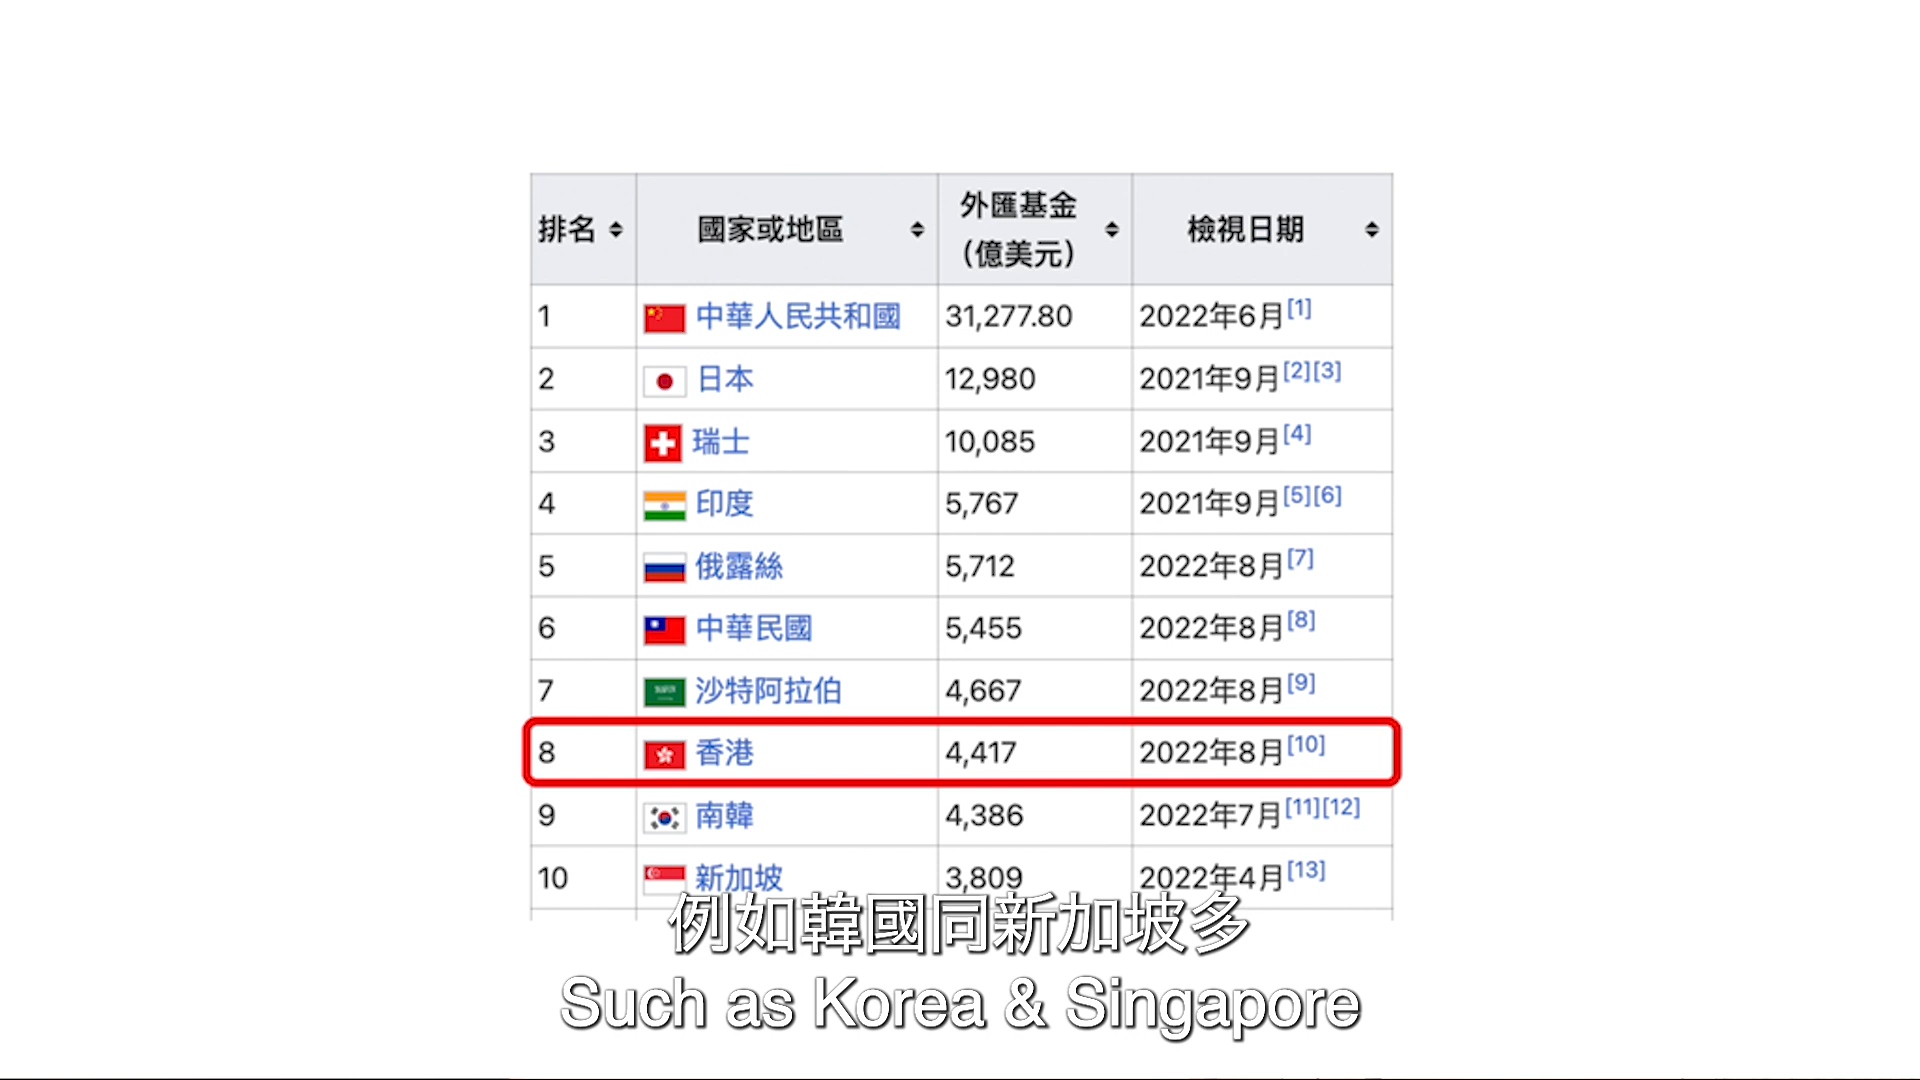 排名 國家或地區 外匯基金 (億美元) 檢視日期
1 中華人民共和國 31,277.80 2022年6月[1]
2 日本 12,980 2021年9月[2][3]
3 瑞士 10,085 2021年9月[4]
4 印度 5,767 2021年9月[5][6]
5 俄羅斯 5,712 2022年8月[7]
6 中華民國 5,455 2022年8月[8]
7 沙特阿拉伯 4,667 2022年8月[9]
8 香港 4,417 2022年8月[10]
9 南韓 4,386 2022年7月[11][12]
10 新加坡 3,809 2022年4月[13]
例如韓國同新加坡多
Such as Korea & Singapore